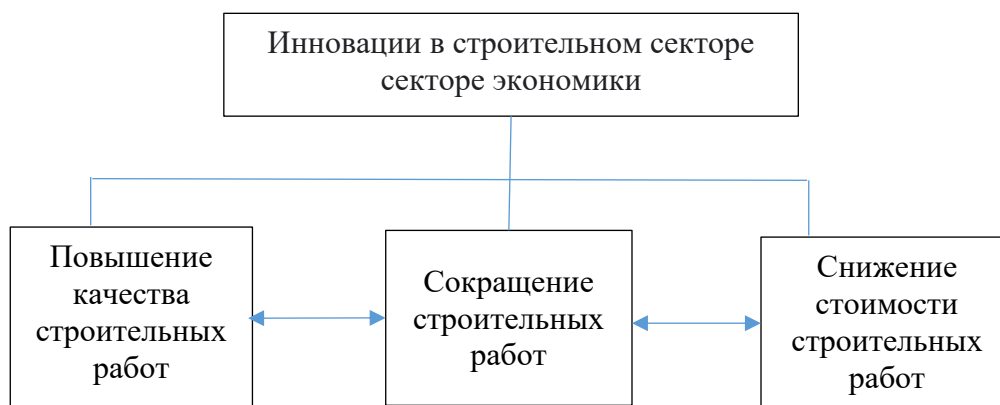 Инновации в строительном секторе
секторе экономики
Повышение
качества
строительных
работ
Сокращение
строительных
работ
Снижение
стоимости
строительных
работ